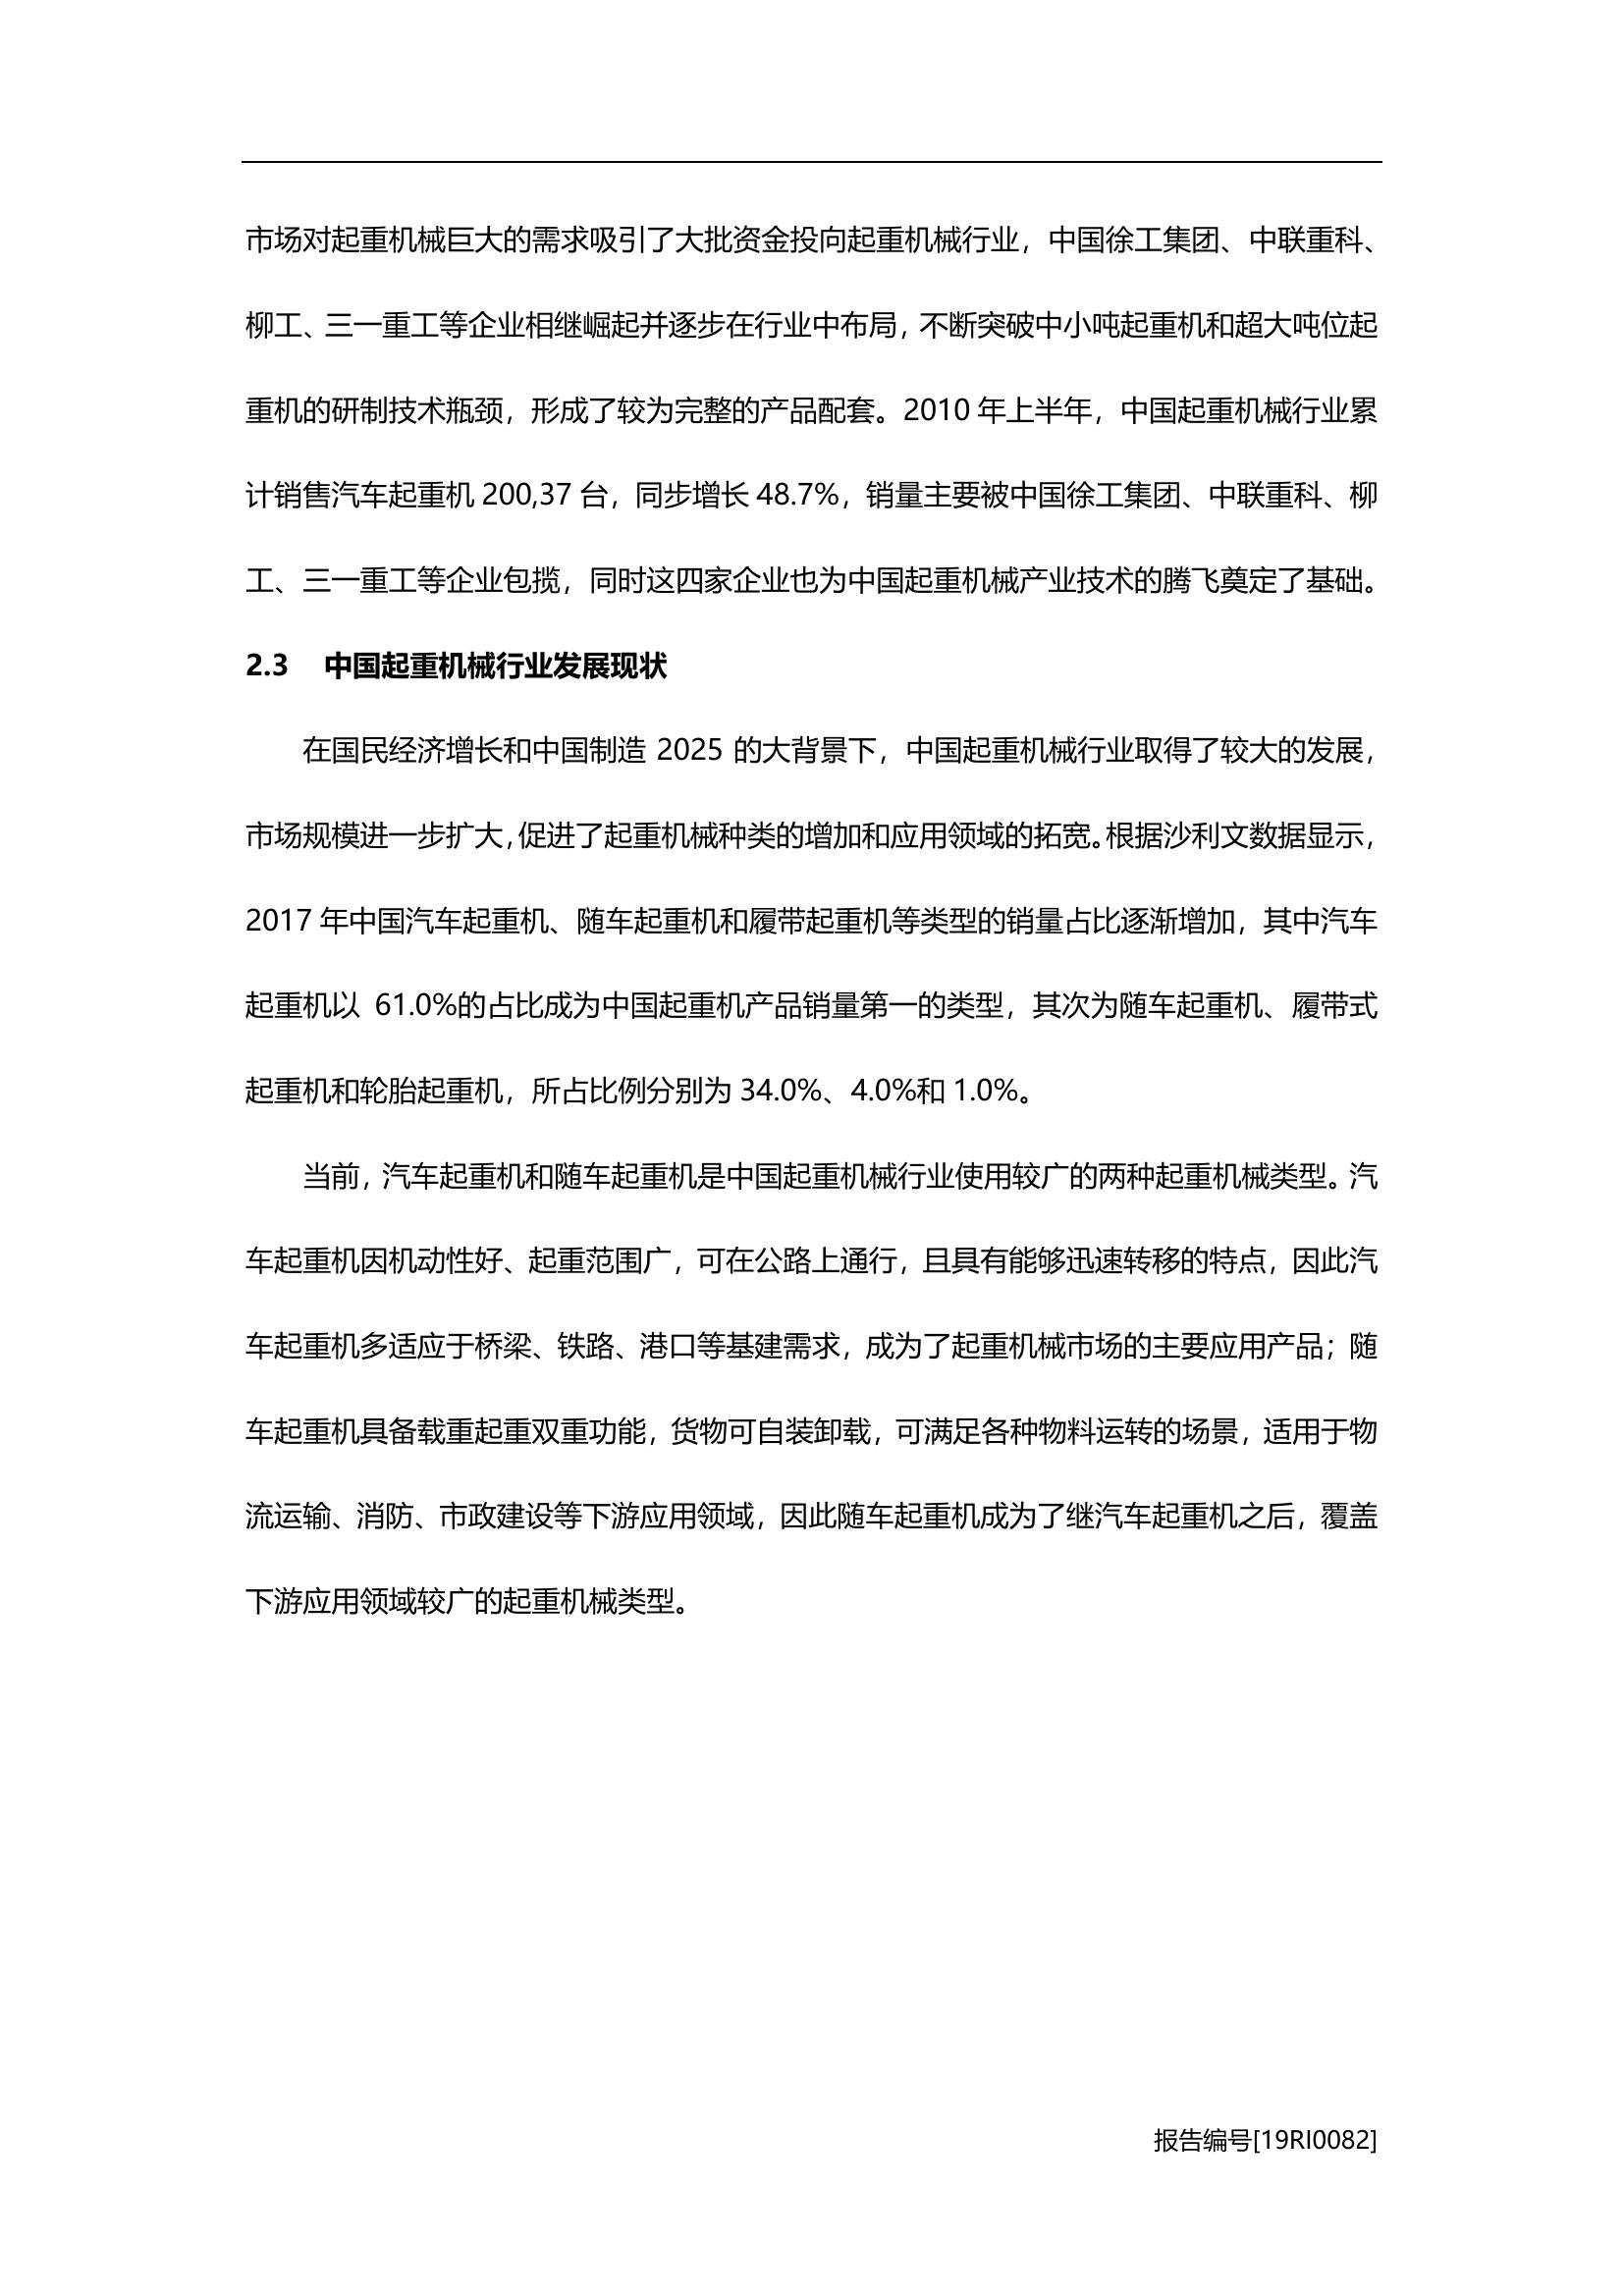 市场对起重机械巨大的需求吸引了大批资金投向起重机械行业，中国徐工集团、中联重科、
柳工、三一重工等企业相继崛起并逐步在行业中布局，不断突破中小吨起重机和超大吨位起
重机的研制技术瓶颈，形成了较为完整的产品配套。2010 年上半年，中国起重机械行业累
计销售汽车起重机 200,37 台，同步增长 48.7%，销量主要被中国徐工集团、中联重科、柳
工、三一重工等企业包揽，同时这四家企业也为中国起重机械产业技术的腾飞奠定了基础。
2.3 中国起重机械行业发展现状
在国民经济增长和中国制造 2025 的大背景下，中国起重机械行业取得了较大的发展，
市场规模进一步扩大，促进了起重机械种类的增加和应用领域的拓宽。根据沙利文数据显示，
2017 年中国汽车起重机、随车起重机和履带起重机等类型的销量占比逐渐增加，其中汽车
起重机以 61.0%的占比成为中国起重机产品销量第一的类型，其次为随车起重机、履带式
起重机和轮胎起重机，所占比例分别为 34.0%、4.0%和 1.0%。
当前，汽车起重机和随车起重机是中国起重机械行业使用较广的两种起重机械类型。汽
车起重机因机动性好、起重范围广，可在公路上通行，且具有能够迅速转移的特点，因此汽
车起重机多适应于桥梁、铁路、港口等基建需求，成为了起重机械市场的主要应用产品；随
车起重机具备载重起重双重功能，货物可自装卸载，可满足各种物料运转的场景，适用于物
流运输、消防、市政建设等下游应用领域，因此随车起重机成为了继汽车起重机之后，覆盖
下游应用领域较广的起重机械类型。
报告编号[19RI0082]